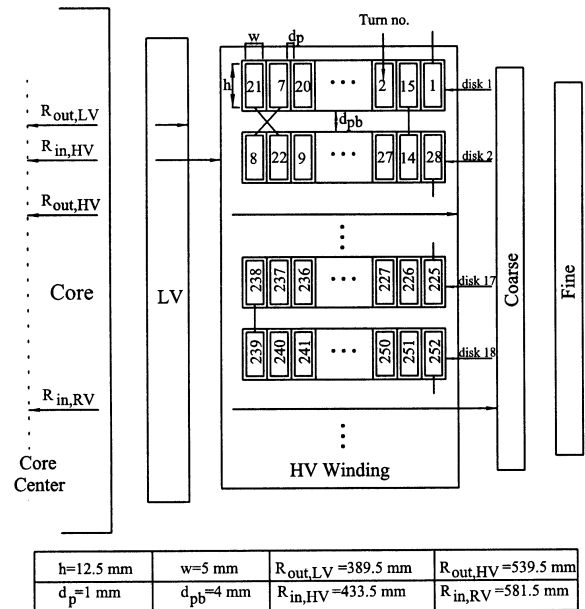 Turn no.
w d_p
h 21 7 20 ... 2 15 1 disk 1
R_out,LV
d_pb
R_in,HV
8 22 9 ... 27 14 28 disk 2
R_out,HV
...
238 237 236 ... 227 226 225 disk 17
Core LV Coarse Fine
239 240 241 ... 250 251 252 disk 18
R_in,RV
...
Core
Center
HV Winding
h=12.5 mm w=5 mm R_out,LV=389.5 mm R_out,HV=539.5 mm
d_p=1 mm d_pb=4 mm R_in,HV=433.5 mm R_in,RV=581.5 mm